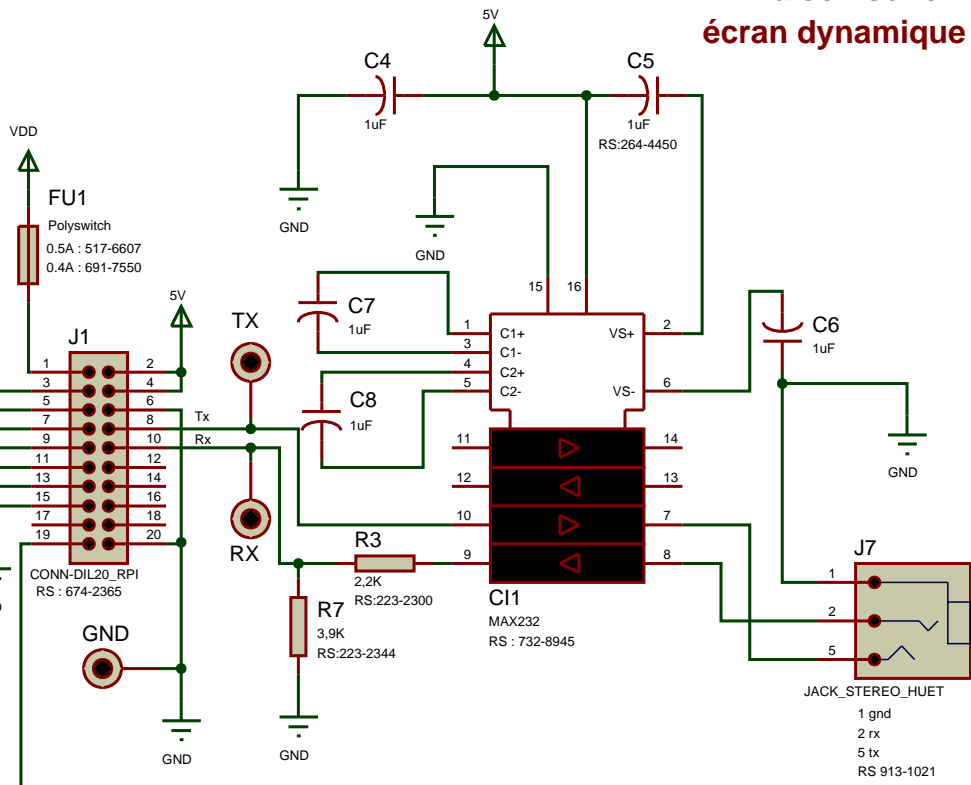 écran dynamique
5V
C4
1uF
C5
1uF
RS:264-4450
VDD
FU1
Polyswitch
0.5A : 517-6607
0.4A : 691-7550
GND
GND
15
16
C7
1uF
1
3
4
5
C1+
C1-
C2+
C2-
VS+
VS-
2
6
C6
1uF
GND
C8
1uF
5V
TX
J1
1
3
5
7
9
11
13
15
17
19
2
4
6
8
10
12
14
16
18
20
Tx
Rx
CONN-DIL20_RPI
RS : 674-2365
RX
GND
GND
R3
2,2K
RS:223-2300
R7
3,9K
RS:223-2344
GND
11
12
10
9
14
13
7
8
CI1
MAX232
RS : 732-8945
J7
1
2
5
JACK_STEREO_HUET
1 gnd
2 rx
5 tx
RS 913-1021